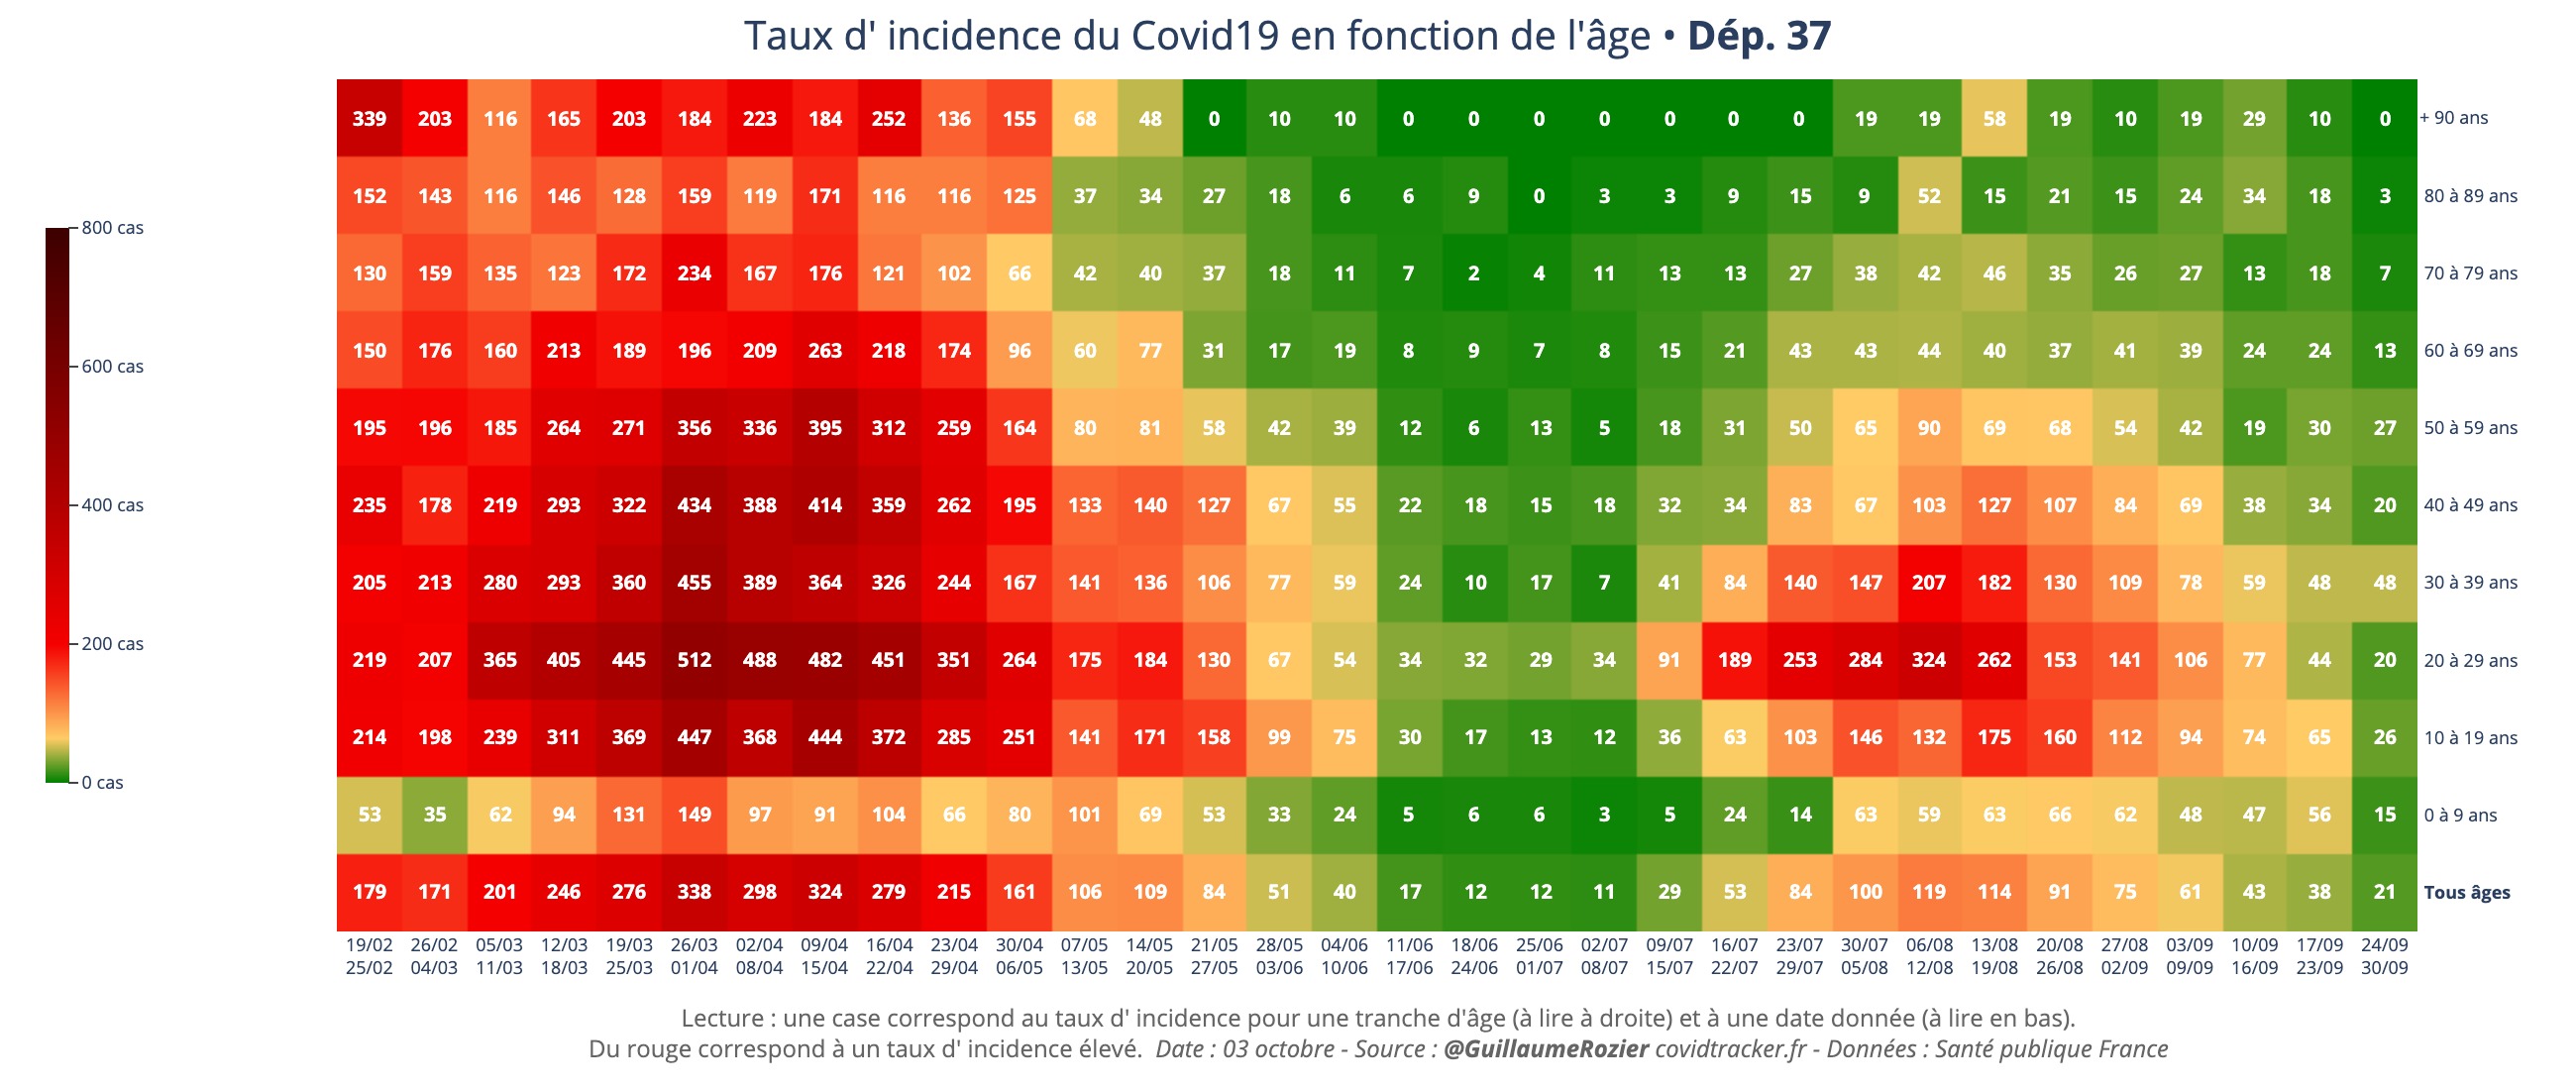 Taux d' incidence du Covid19 en fonction de l'âge • Dép. 37
800 cas
600 cas
400 cas
200 cas
0 cas
339 203 116 165 203 184 223 184 252 136 155 68 48 0 10 10 0 0 0 0 0 0 0 19 19 58 19 10 19 29 10 0 + 90 ans
152 143 116 146 128 159 119 171 116 116 125 37 34 27 18 6 6 9 0 3 3 9 15 9 52 15 21 15 24 34 18 3 80 à 89 ans
130 159 135 123 172 234 167 176 121 102 66 42 40 37 18 11 7 2 4 11 13 13 27 38 42 46 35 26 27 13 18 7 70 à 79 ans
150 176 160 213 189 196 209 263 218 174 96 60 77 31 17 19 8 9 7 8 15 21 43 43 44 40 37 41 39 24 24 13 60 à 69 ans
195 196 185 264 271 356 336 395 312 259 164 80 81 58 42 39 12 6 13 5 18 31 50 65 90 69 68 54 42 19 30 27 50 à 59 ans
235 178 219 293 322 434 388 414 359 262 195 133 140 127 67 55 22 18 15 18 32 34 83 67 103 127 107 84 69 38 34 20 40 à 49 ans
205 213 280 293 360 455 389 364 326 244 167 141 136 106 77 59 24 10 17 7 41 84 140 147 207 182 130 109 78 59 48 48 30 à 39 ans
219 207 365 405 445 512 488 482 451 351 264 175 184 130 67 54 34 32 29 34 91 189 253 284 324 262 153 141 106 77 44 20 20 à 29 ans
214 198 239 311 369 447 368 444 372 285 251 141 171 158 99 75 30 17 13 12 36 63 103 146 132 175 160 112 94 74 65 26 10 à 19 ans
53 35 62 94 131 149 97 91 104 66 80 101 69 53 33 24 5 6 6 3 5 24 14 63 59 63 66 62 48 47 56 15 0 à 9 ans
179 171 201 246 276 338 298 324 279 215 161 106 109 84 51 40 17 12 12 11 29 53 84 100 119 114 91 75 61 43 38 21 Tous âges
19/02 26/02 05/03 12/03 19/03 26/03 02/04 09/04 16/04 23/04 30/04 07/05 14/05 21/05 28/05 04/06 11/06 18/06 25/06 02/07 09/07 16/07 23/07 30/07 06/08 13/08 20/08 27/08 03/09 10/09 17/09 24/09
25/02 04/03 11/03 18/03 25/03 01/04 08/04 15/04 22/04 29/04 06/05 13/05 20/05 27/05 03/06 10/06 17/06 24/06 01/07 08/07 15/07 22/07 29/07 05/08 12/08 19/08 26/08 02/09 09/09 16/09 23/09 30/09
Lecture : une case correspond au taux d' incidence pour une tranche d'âge (à lire à droite) et à une date donnée (à lire en bas).
Du rouge correspond à un taux d' incidence élevé. Date : 03 octobre - Source : @GuillaumeRozier covidtracker.fr - Données : Santé publique France